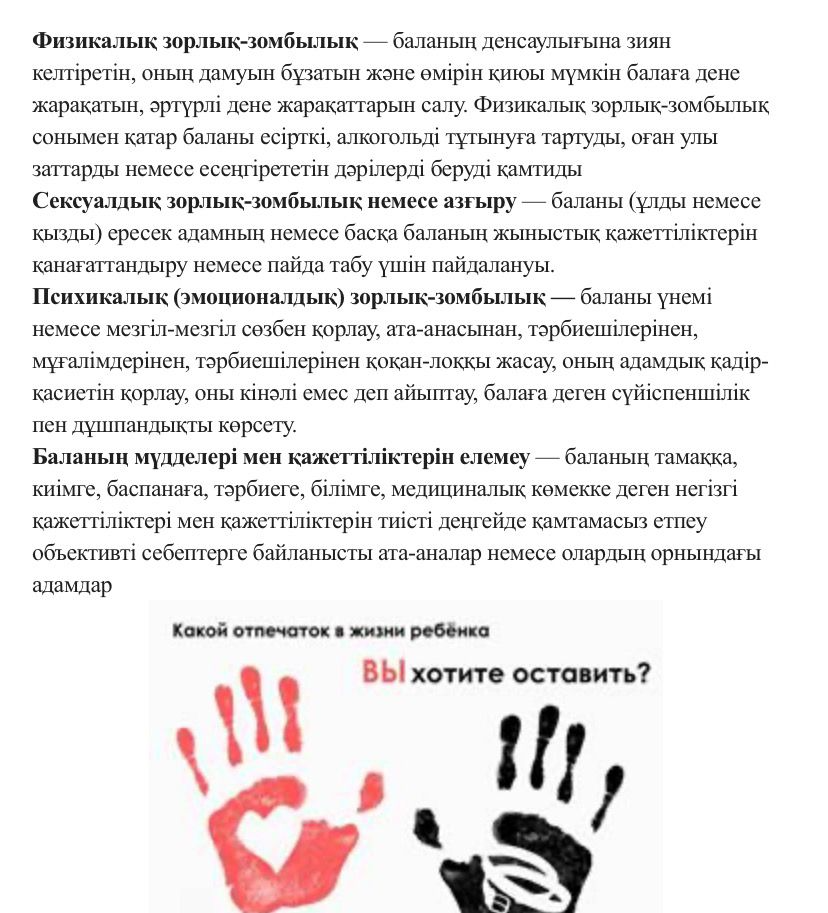 Физикалық зорлық-зомбылық — баланың денсаулығына зиян
келтіретін, оның дамуын бұзатын және өмірін қиюы мүмкін балаға дене
жарақатын, әртүрлі дене жарақаттарын салу. Физикалық зорлық-зомбылық
сонымен қатар баланы есірткі, алкогольді тұтынуға тартуды, оған улы
заттарды немесе есеңгірететін дәрілерді беруді қамтиды
Сексуалдық зорлық-зомбылық немесе азғыру — баланы (ұлды немесе
қызды) ересек адамның немесе басқа баланың жыныстық қажеттіліктерін
қанағаттандыру немесе пайда табу үшін пайдалануы.
Психикалық (эмоционалдық) зорлық-зомбылық — баланы үнемі
немесе мезгіл-мезгіл сөзбен қорлау, ата-анасынан, тәрбиешілерінен,
мұғалімдерінен, тәрбиешілерінен қоқан-лоққы жасау, оның адамдық қадір-
қасиетін қорлау, оны кінәлі емес деп айыптау, балаға деген сүйіспеншілік
пен дұшпандықты көрсету.
Баланың мүдделері мен қажеттіліктерін елемеу — баланың тамаққа,
киімге, баспанаға, тәрбиеге, білімге, медициналық көмекке деген негізгі
қажеттіліктері мен қажеттіліктерін тиісті деңгейде қамтамасыз етпеу
объективті себептерге байланысты ата-аналар немесе олардың орнындағы
адамдар
Какой отпечаток в жизни ребёнка
ВЫ хотите оставить?